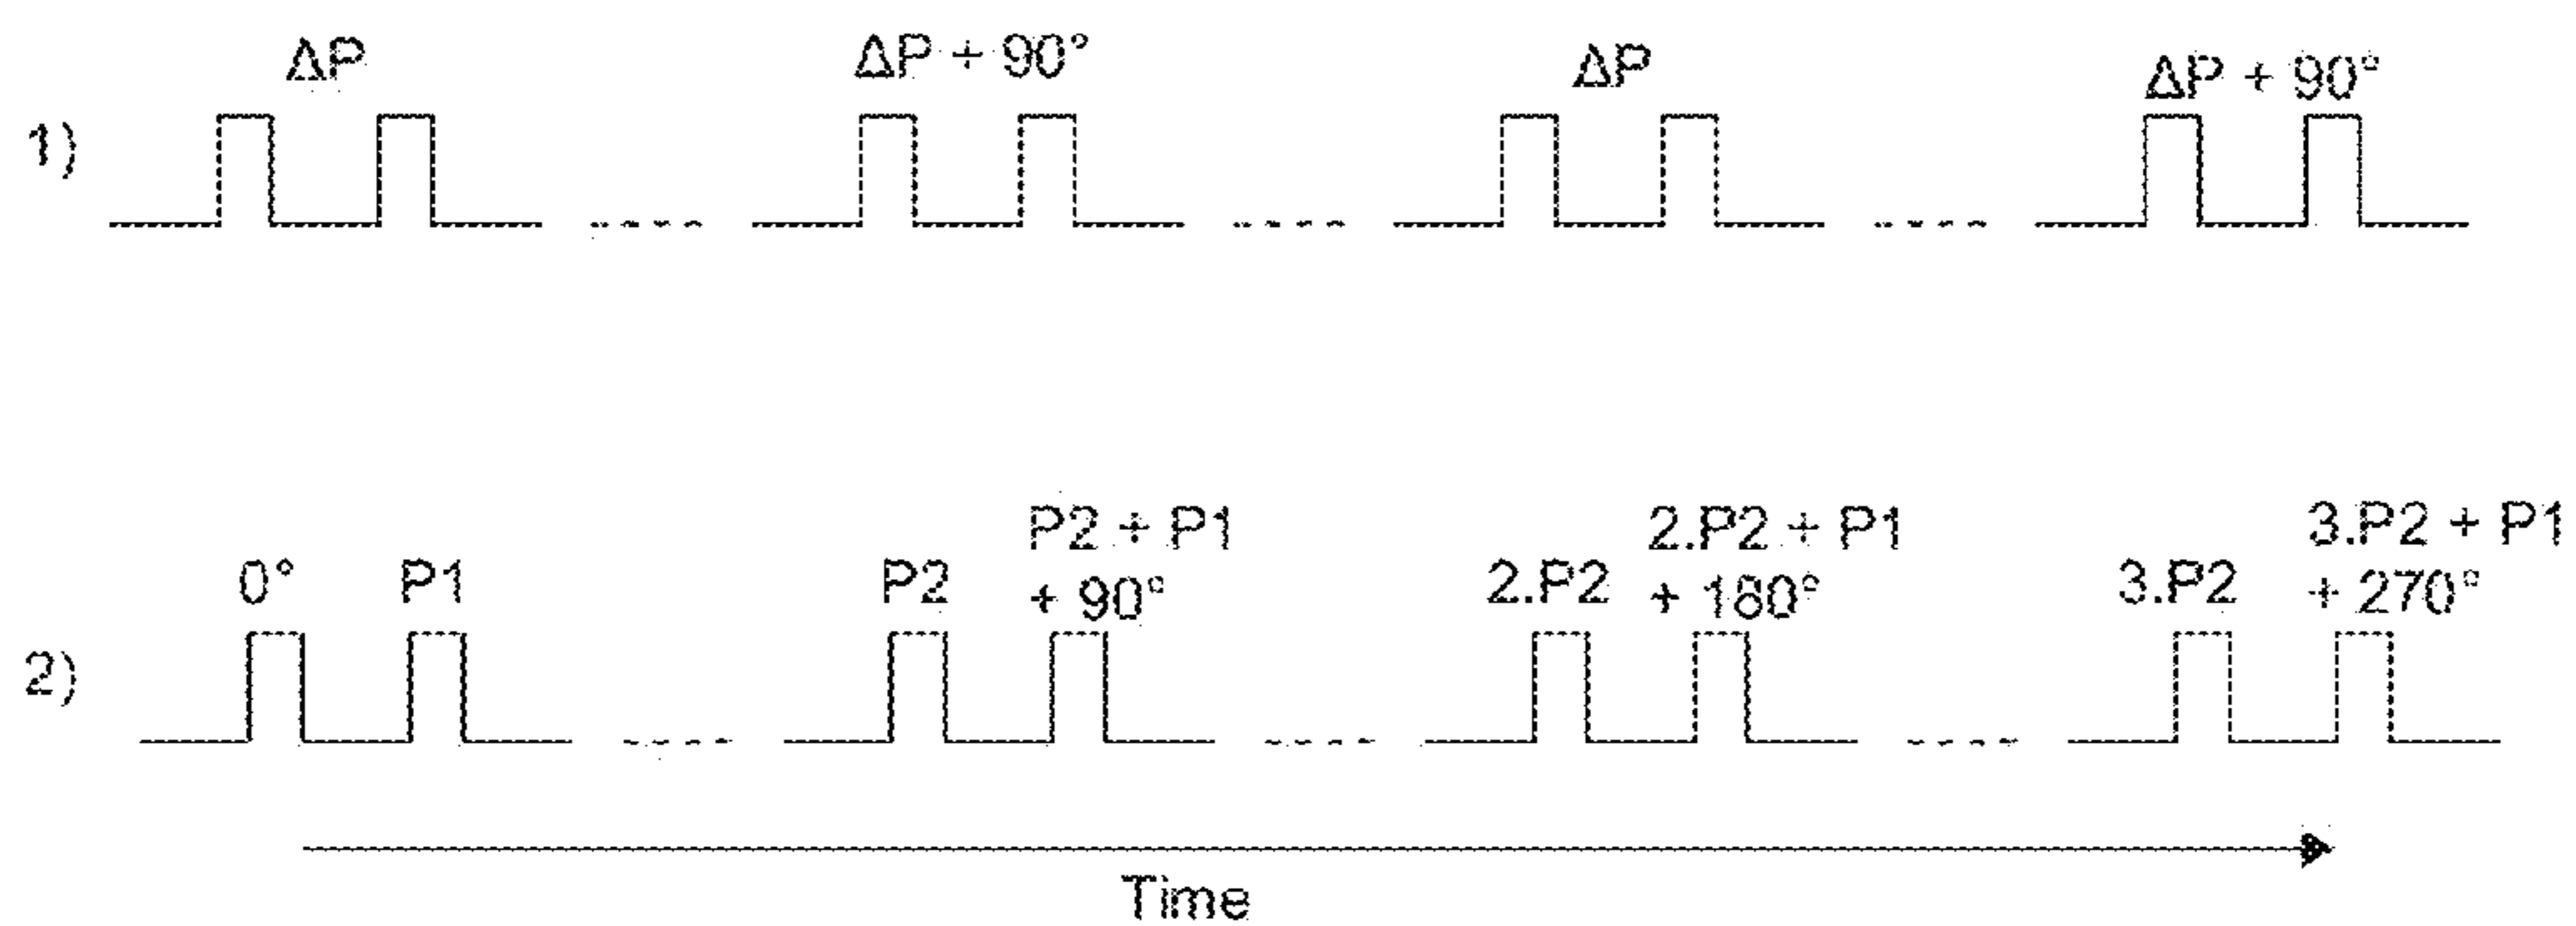 ΔP
ΔP + 90°
ΔP
ΔP + 90°
1)
P2 + P1
2.P2 + P1
3.P2 + P1
0°
P1
P2
+ 90°
2.P2
+ 180°
3.P2
+ 270°
2)
Time